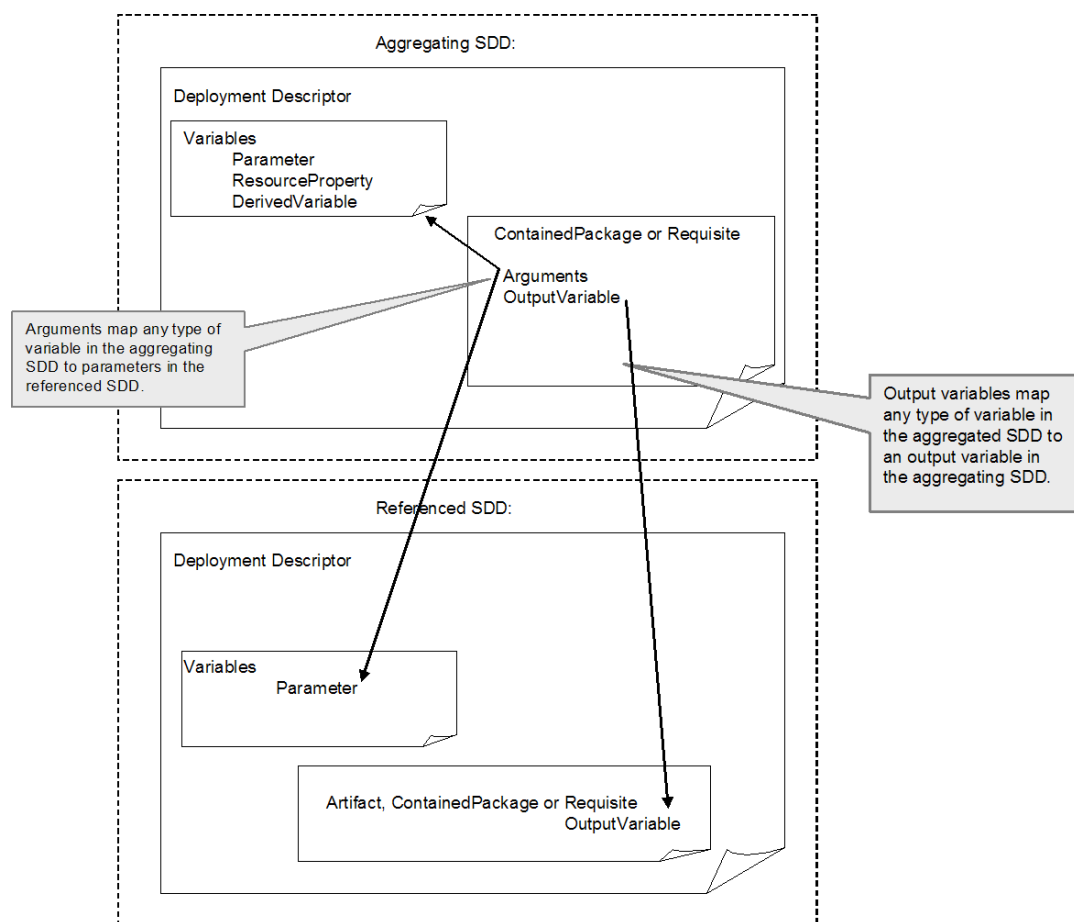 Aggregating SDD:
Deployment Descriptor
Variables
Parameter
ResourceProperty
DerivedVariable
ContainedPackage or Requisite
Arguments
OutputVariable
Arguments map any type of
variable in the aggregating
SDD to parameters in the
referenced SDD.
Output variables map
any type of variable in
the aggregated SDD to
an output variable in
the aggregating SDD.
Referenced SDD:
Deployment Descriptor
Variables
Parameter
Artifact, ContainedPackage or Requisite
OutputVariable